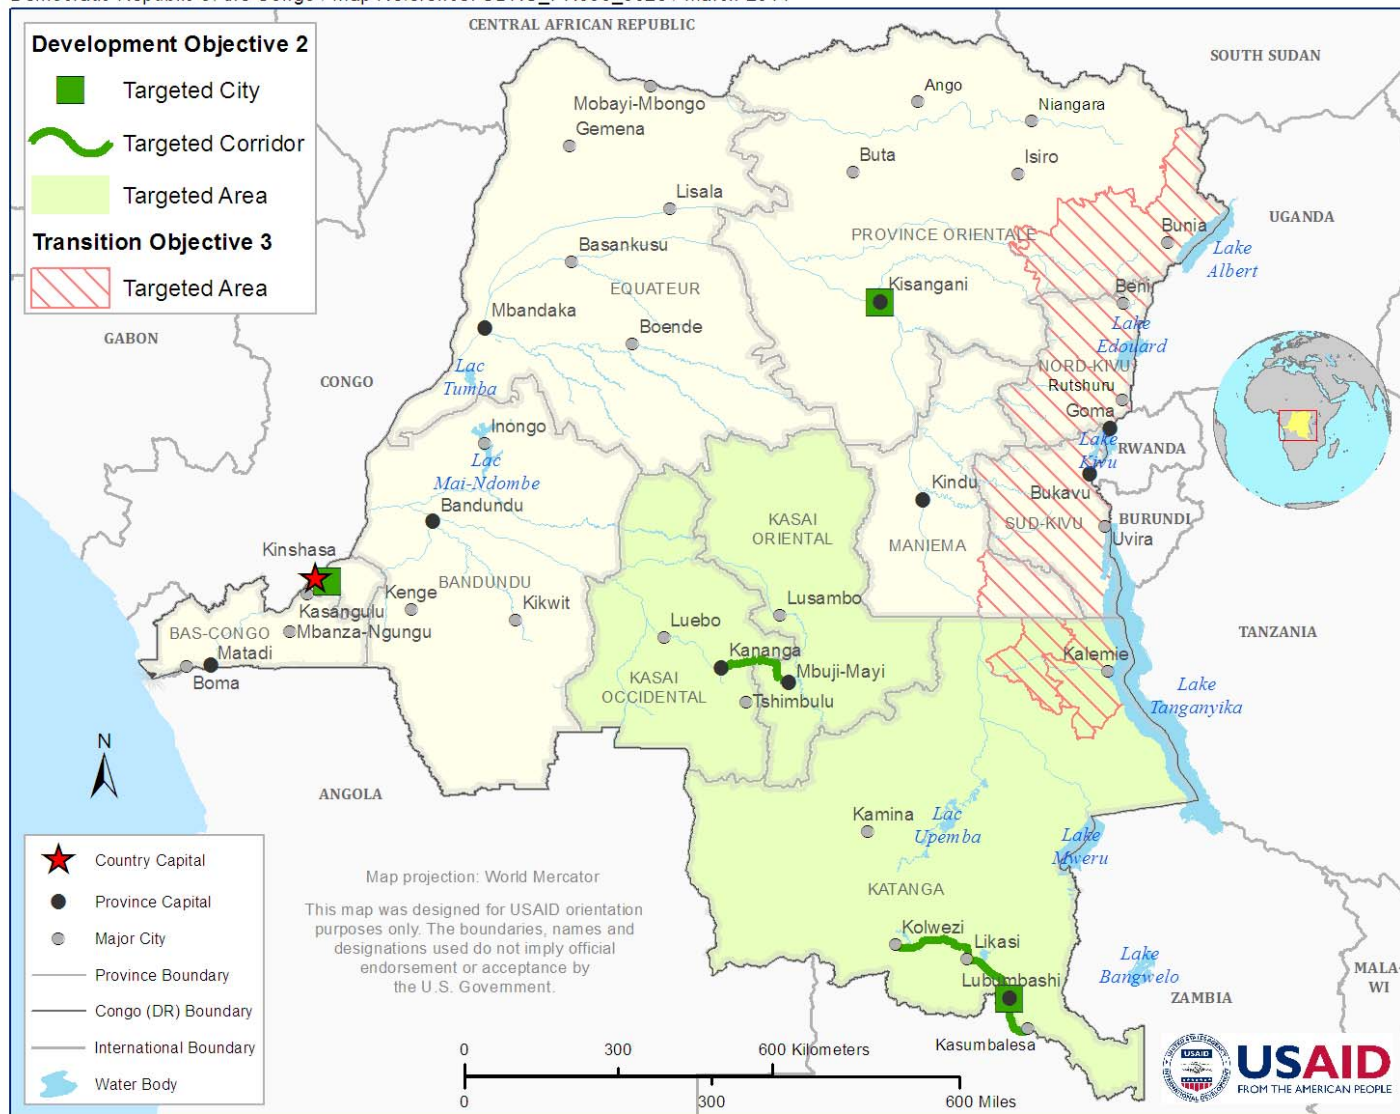 Development Objective 2
Targeted City
Targeted Corridor
Targeted Area
Transition Objective 3
Targeted Area
CENTRAL AFRICAN REPUBLIC
SOUTH SUDAN
Mobayi-Mbongo
Gemena
Ango
Niangara
Buta
Isiro
Lisala
UGANDA
Bunia
PROVINCE ORIENTALE
Basankusu
Lake
Albert
EQUATEUR
Kisangani
Beni
Mbandaka
Boende
Lake
Edouard
GABON
CONGO
Lac
Tumba
NORD-KIVU
Rutshuru
Goma
Inongo
Lake
Kivu
RWANDA
Lac
Mai-Ndombe
Kindu
Bukavu
Bandundu
KASAI
ORIENTAL
SUD-KIVU
BURUNDI
Uvira
MANIEMA
Kinshasa
BANDUNDU
Kenge
Kikwit
Kasangulu
Lusambo
Luebo
BAS-CONGO
Mbanza-Ngungu
TANZANIA
Matadi
Kananga
Kalemie
Boma
Mbuji-Mayi
KASAI
OCCIDENTAL
Tshimbulu
Lake
Tanganyika
N
ANGOLA
Kamina
Lac
Upemba
Lake
Mweru
Country Capital
Province Capital
Major City
Province Boundary
Congo (DR) Boundary
International Boundary
Water Body
Map projection: World Mercator
This map was designed for USAID orientation
purposes only. The boundaries, names and
designations used do not imply official
endorsement or acceptance by
the U.S. Government.
KATANGA
Kolwezi
Likasi
Lubumbashi
Lake
Bangwelo
ZAMBIA
MALA-
WI
Kasumbalesa
0 300 600 Kilometers
0 300 600 Miles
USAID
USAID
FROM THE AMERICAN PEOPLE